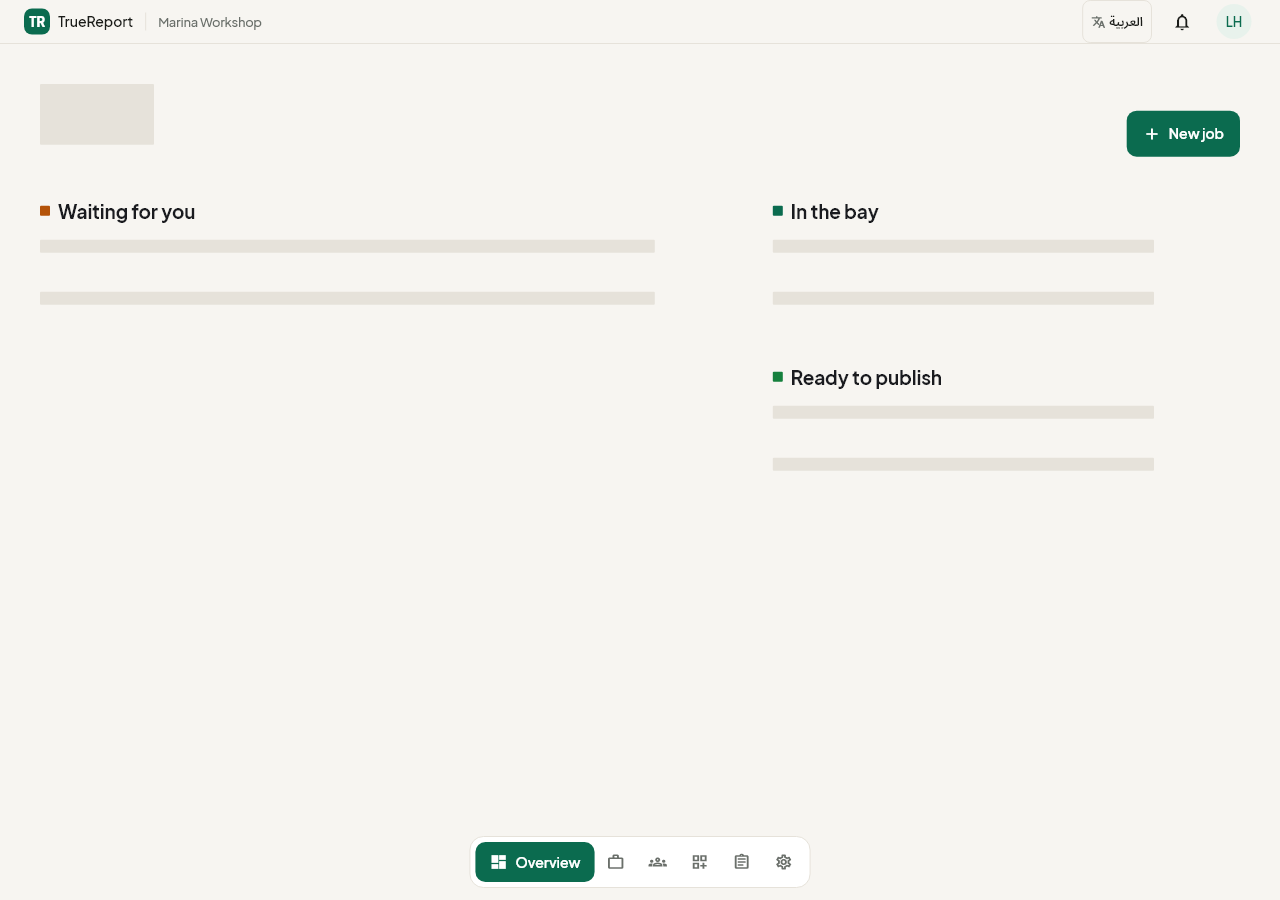 TR TrueReport Marina Workshop العربية LH
New job
Waiting for you
In the bay
Ready to publish
Overview